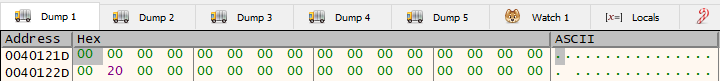 Dump 1 Dump 2 Dump 3 Dump 4 Dump 5 Watch 1 [x=] Locals
Address Hex ASCII
0040121D 00 00 00 00 00 00 00 00 00 00 00 00 00 00 00 00 ................
0040122D 00 20 00 00 00 00 00 00 00 00 00 00 00 00 00 00 . ..............